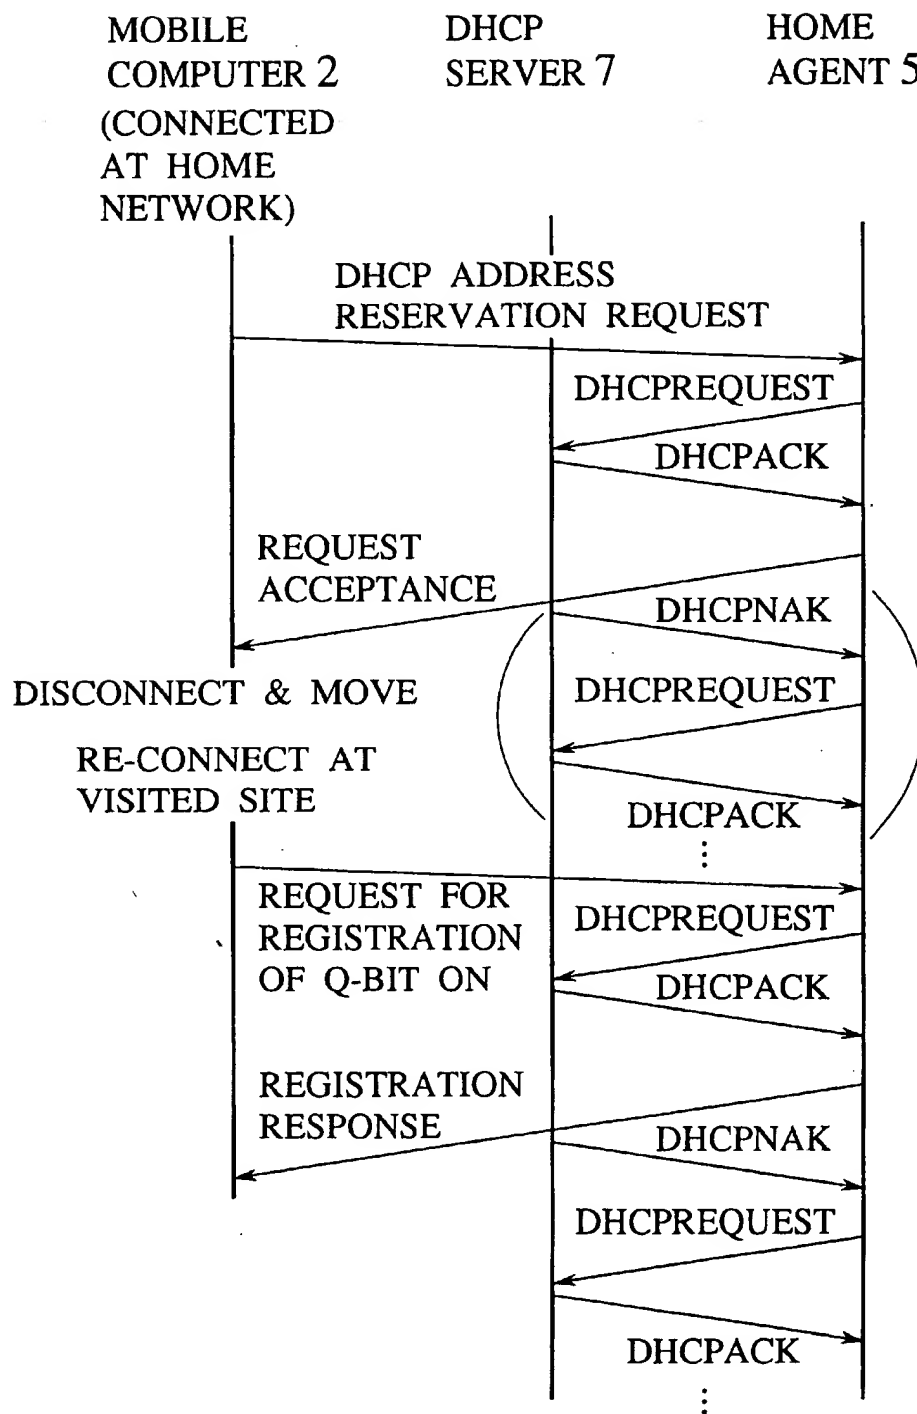 MOBILE
COMPUTER 2
(CONNECTED
AT HOME
NETWORK)
DHCP
SERVER 7
HOME
AGENT 5
DHCP ADDRESS
RESERVATION REQUEST
DHCPREQUEST
DHCPACK
REQUEST
ACCEPTANCE
DHCPNAK
DISCONNECT & MOVE
DHCPREQUEST
RE-CONNECT AT
VISITED SITE
DHCPACK
⋮
REQUEST FOR
REGISTRATION
OF Q-BIT ON
DHCPREQUEST
DHCPACK
REGISTRATION
RESPONSE
DHCPNAK
DHCPREQUEST
DHCPACK
⋮